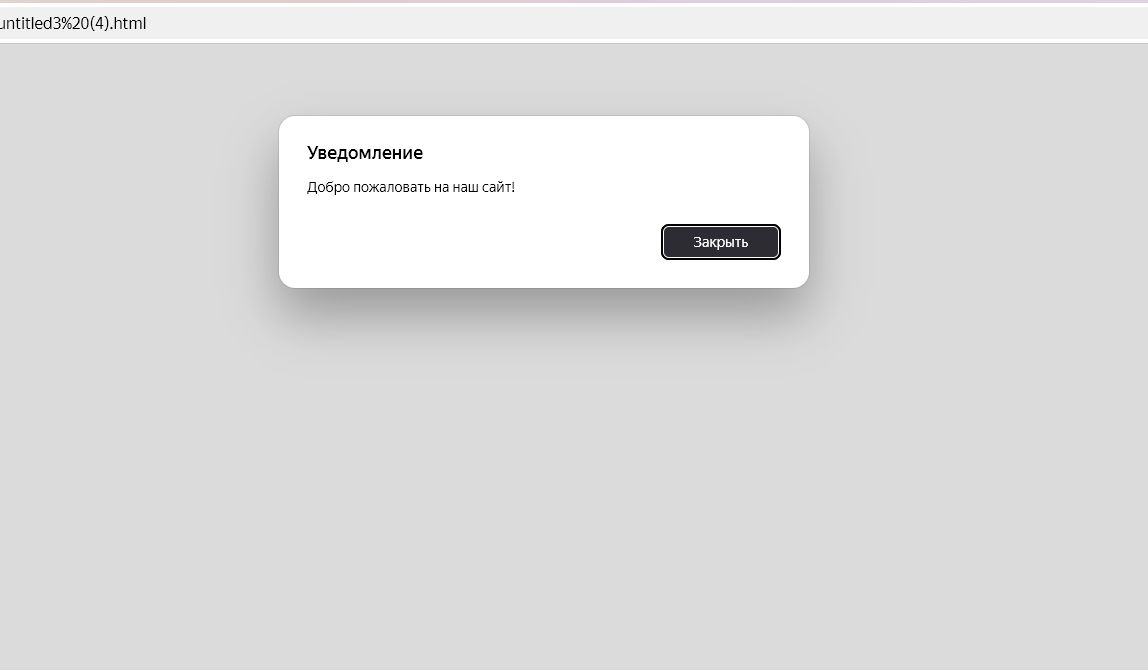 untitled3%20(4).html
Уведомление
Добро пожаловать на наш сайт!
Закрыть